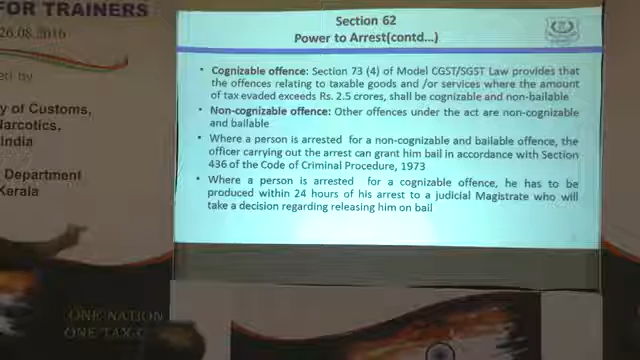 FOR TRAINERS
26.08.2016
ed by
y of Customs,
Narcotics,
India
Department
Kerala
ONE NATION
ONE TAX
Section 62
Power to Arrest(contd...)
• Cognizable offence: Section 73 (4) of Model CGST/SGST Law provides that
the offences relating to taxable goods and /or services where the amount
of tax evaded exceeds Rs. 2.5 crores, shall be cognizable and non-bailable
• Non-cognizable offence: Other offences under the act are non-cognizable
and bailable
• Where a person is arrested for a non-cognizable and bailable offence, the
officer carrying out the arrest can grant him bail in accordance with Section
436 of the Code of Criminal Procedure, 1973
• Where a person is arrested for a cognizable offence, he has to be
produced within 24 hours of his arrest to a judicial Magistrate who will
take a decision regarding releasing him on bail